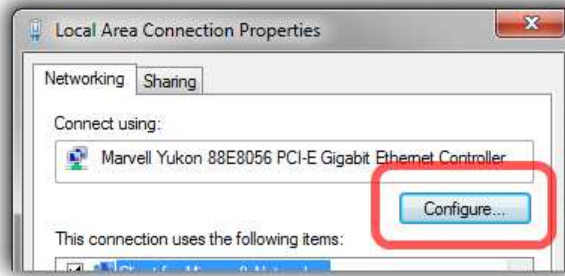 Local Area Connection Properties
Networking
Sharing
Connect using:
Marvell Yukon 88E8056 PCI-E Gigabit Ethernet Controller
Configure...
This connection uses the following items: